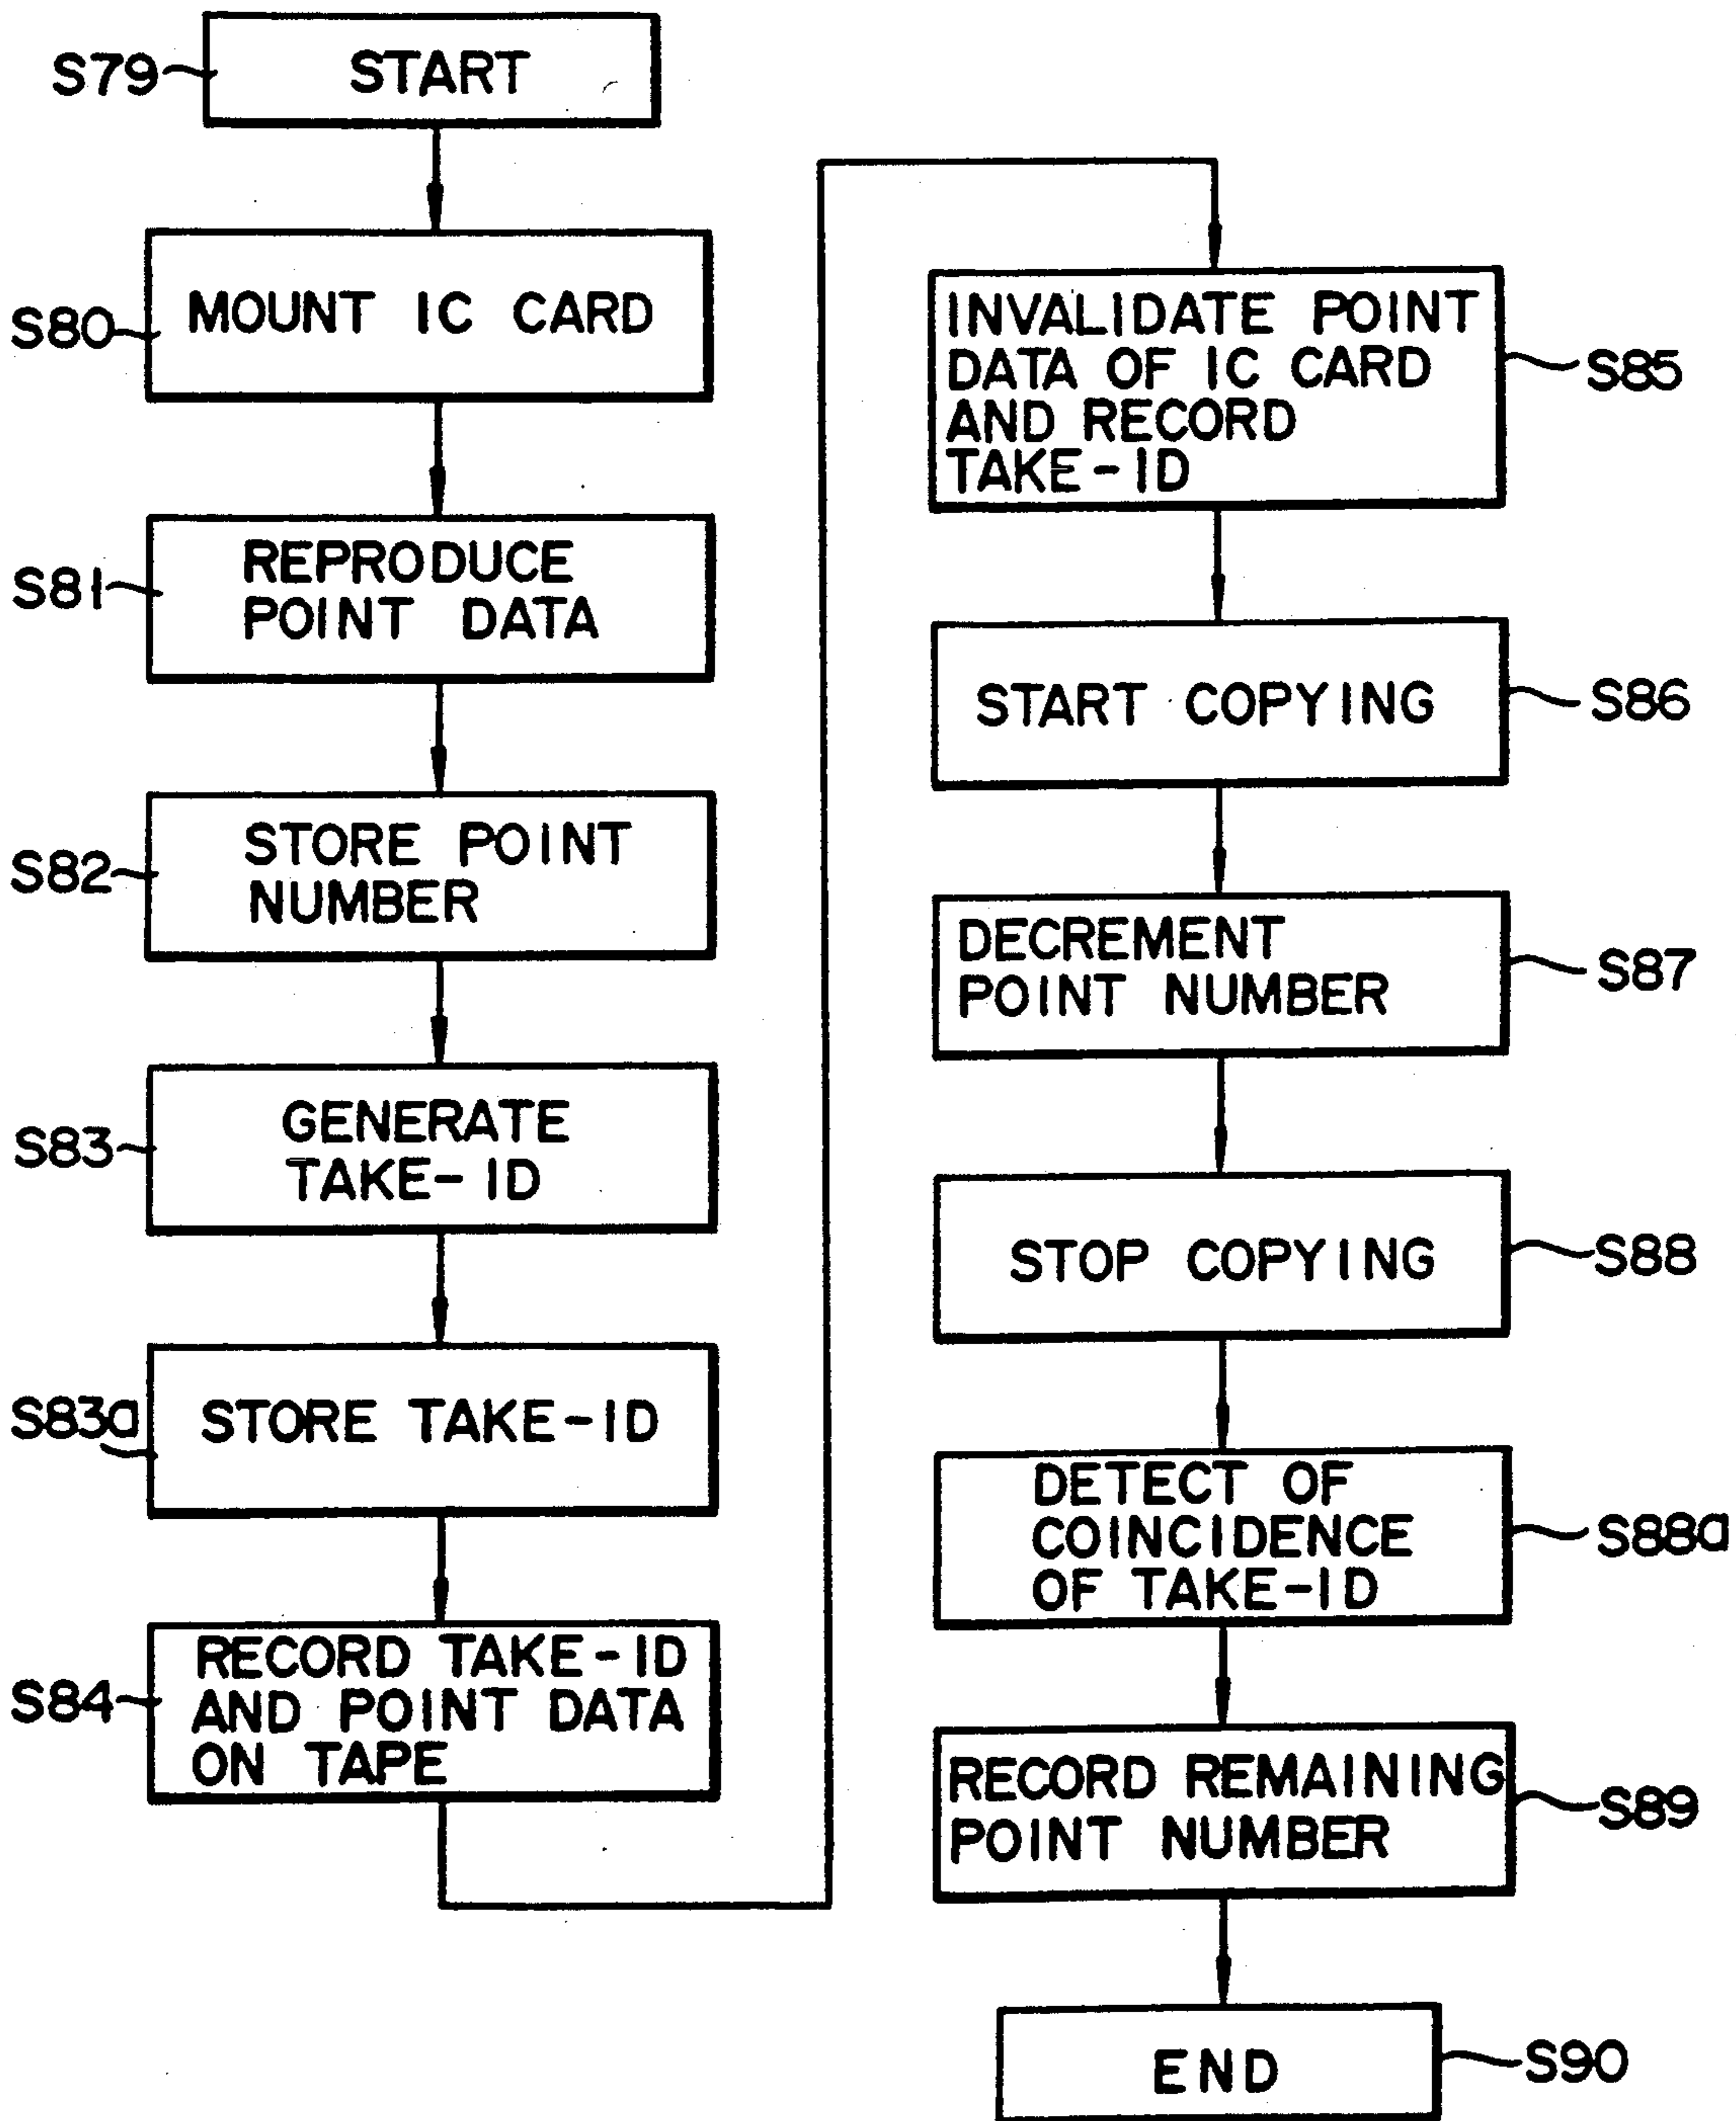 S79
START
S80
MOUNT IC CARD
S81
REPRODUCE
POINT DATA
S82
STORE POINT
NUMBER
S83
GENERATE
TAKE-ID
S83a
STORE TAKE-ID
S84
RECORD TAKE-ID
AND POINT DATA
ON TAPE
INVALIDATE POINT
DATA OF IC CARD
AND RECORD
TAKE-ID
S85
START COPYING
S86
DECREMENT
POINT NUMBER
S87
STOP COPYING
S88
DETECT OF
COINCIDENCE
OF TAKE-ID
S88a
RECORD REMAINING
POINT NUMBER
S89
END
S90